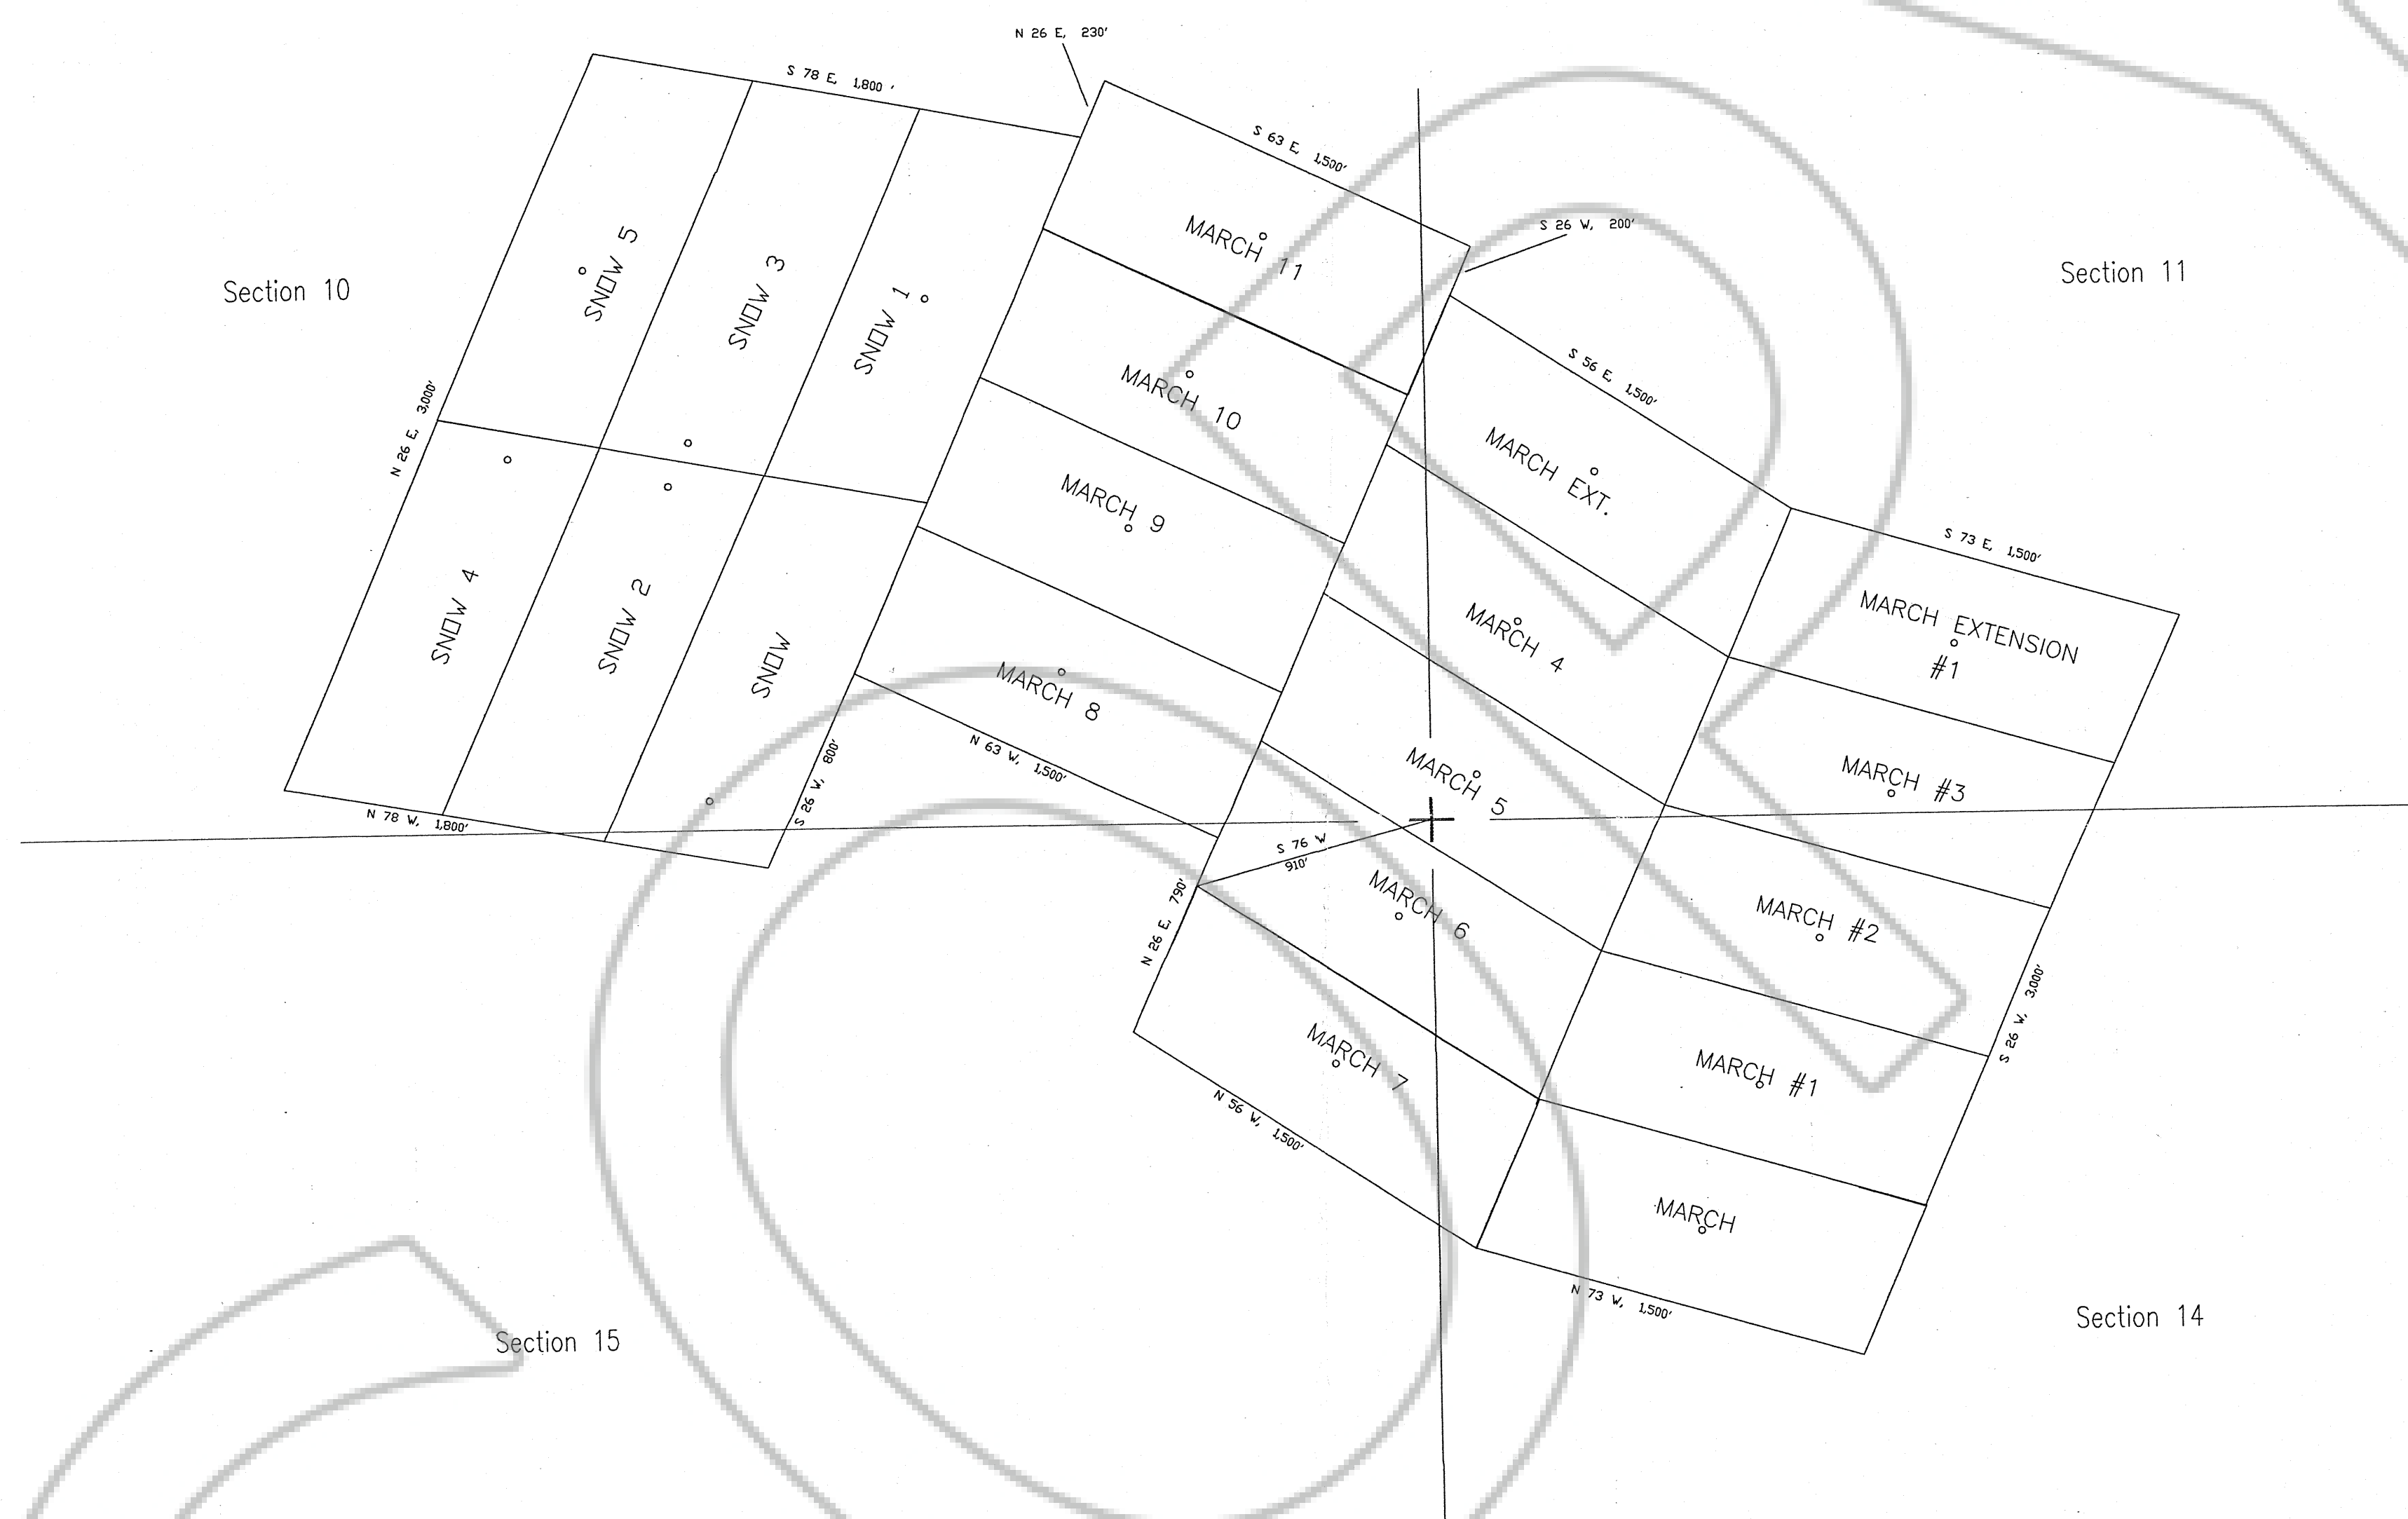 N 26 E, 230'
S 78 E, 1,800 '
S 63 E, 1,500'
S 26 W, 200'
Section 10
Section 11
SNOW 5
SNOW 3
SNOW 1
MARCH 11
MARCH 10
MARCH 9
MARCH 8
S 56 E, 1,500'
MARCH EXT.
S 73 E, 1,500'
MARCH EXTENSION
#1
N 26 E, 3,000'
SNOW 4
SNOW 2
SNOW
MARCH 4
MARCH 5
MARCH #3
N 78 W, 1,800'
S 26 W, 800'
N 63 W, 1,500'
S 76 W
910'
N 26 E, 790'
MARCH 6
MARCH #2
MARCH 7
MARCH #1
S 26 W, 3,000'
N 56 W, 1,500'
MARCH
N 73 W, 1,500'
Section 15
Section 14